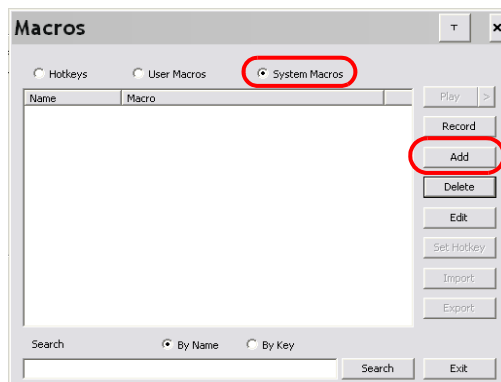 Macros
T
×
Hotkeys
User Macros
System Macros
Name
Macro
Play
>
Record
Add
Delete
Edit
Set Hotkey
Import
Export
Search
By Name
By Key
Search
Exit